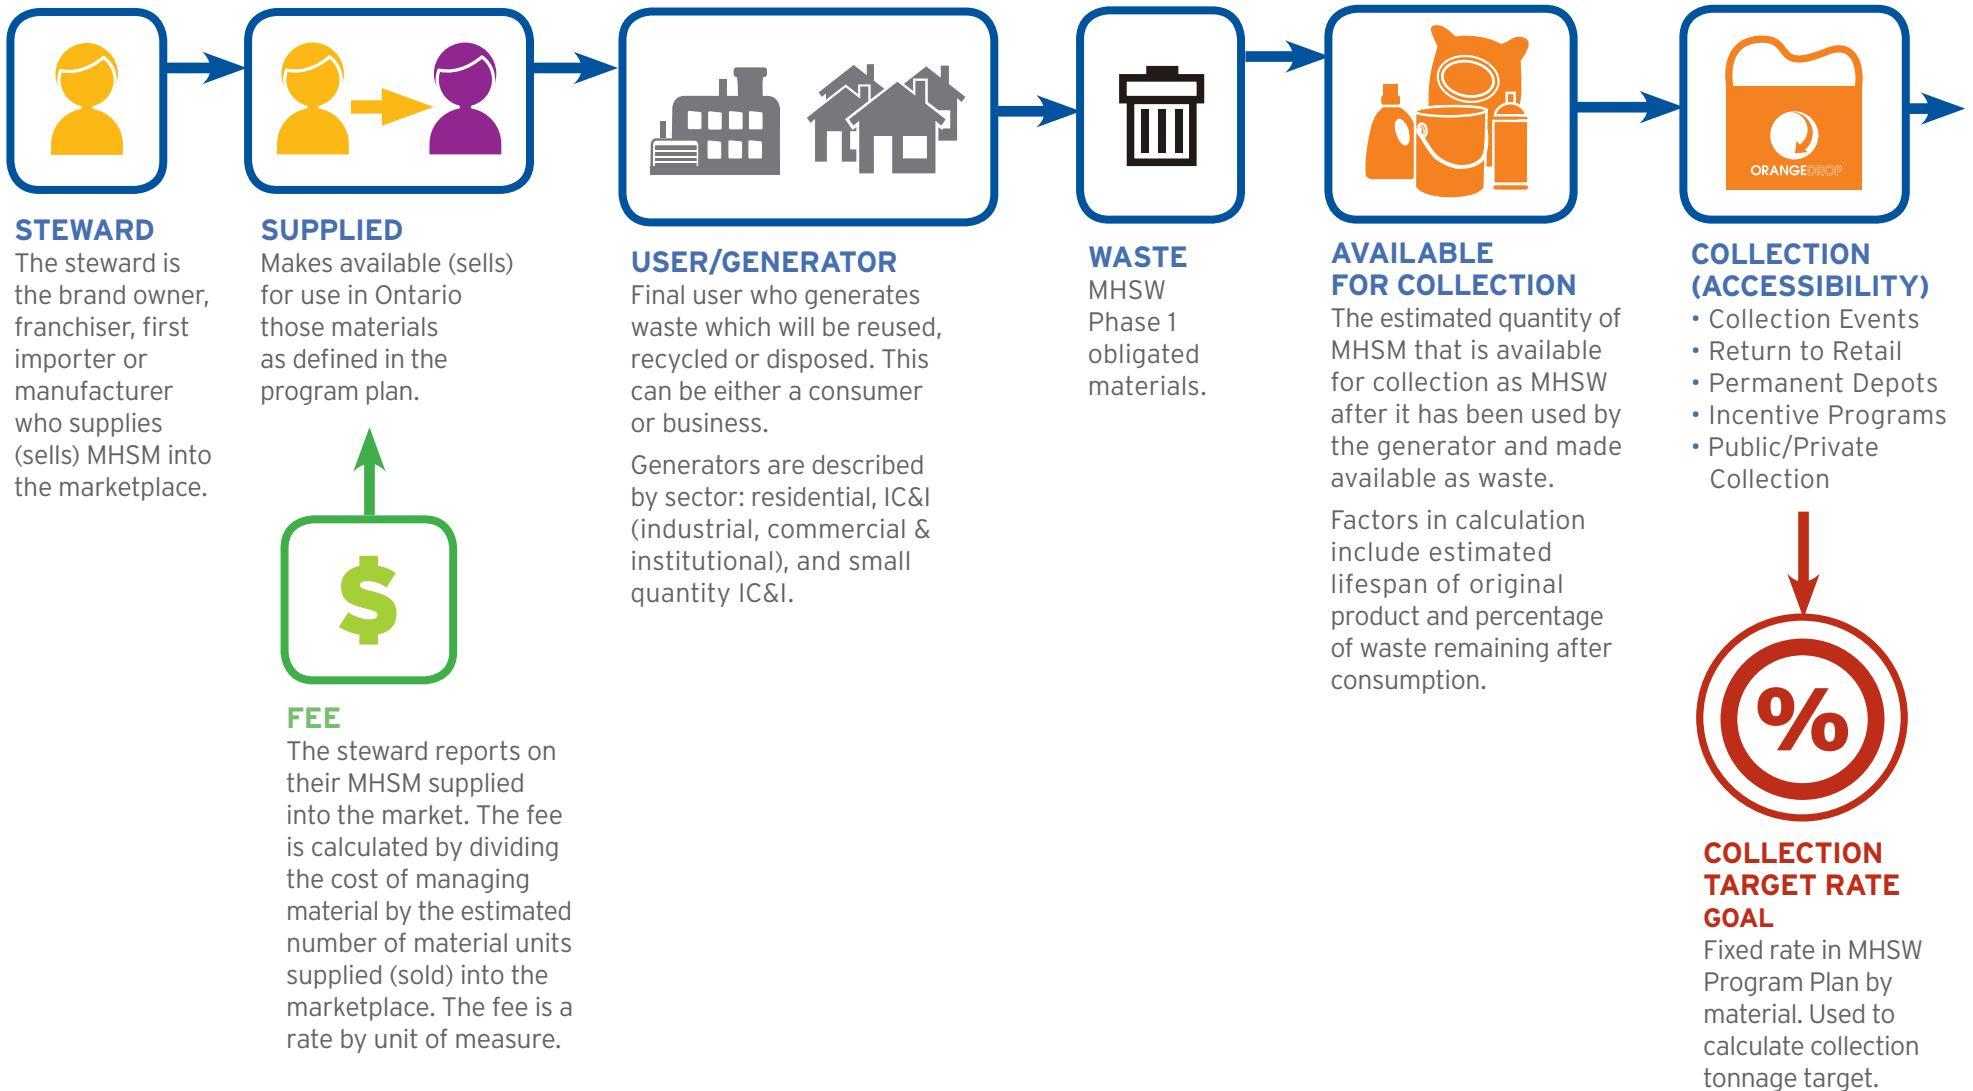 STEWARD
The steward is
the brand owner,
franchiser, first
importer or
manufacturer
who supplies
(sells) MHSM into
the marketplace.
SUPPLIED
Makes available (sells)
for use in Ontario
those materials
as defined in the
program plan.
$
FEE
The steward reports on
their MHSM supplied
into the market. The fee
is calculated by dividing
the cost of managing
material by the estimated
number of material units
supplied (sold) into the
marketplace. The fee is a
rate by unit of measure.
USER/GENERATOR
Final user who generates
waste which will be reused,
recycled or disposed. This
can be either a consumer
or business.
Generators are described
by sector: residential, IC&I
(industrial, commercial &
institutional), and small
quantity IC&I.
WASTE
MHSW
Phase 1
obligated
materials.
AVAILABLE
FOR COLLECTION
The estimated quantity of
MHSM that is available
for collection as MHSW
after it has been used by
the generator and made
available as waste.
Factors in calculation
include estimated
lifespan of original
product and percentage
of waste remaining after
consumption.
ORANGEDROP
COLLECTION
(ACCESSIBILITY)
• Collection Events
• Return to Retail
• Permanent Depots
• Incentive Programs
• Public/Private
Collection
%
COLLECTION
TARGET RATE
GOAL
Fixed rate in MHSW
Program Plan by
material. Used to
calculate collection
tonnage target.